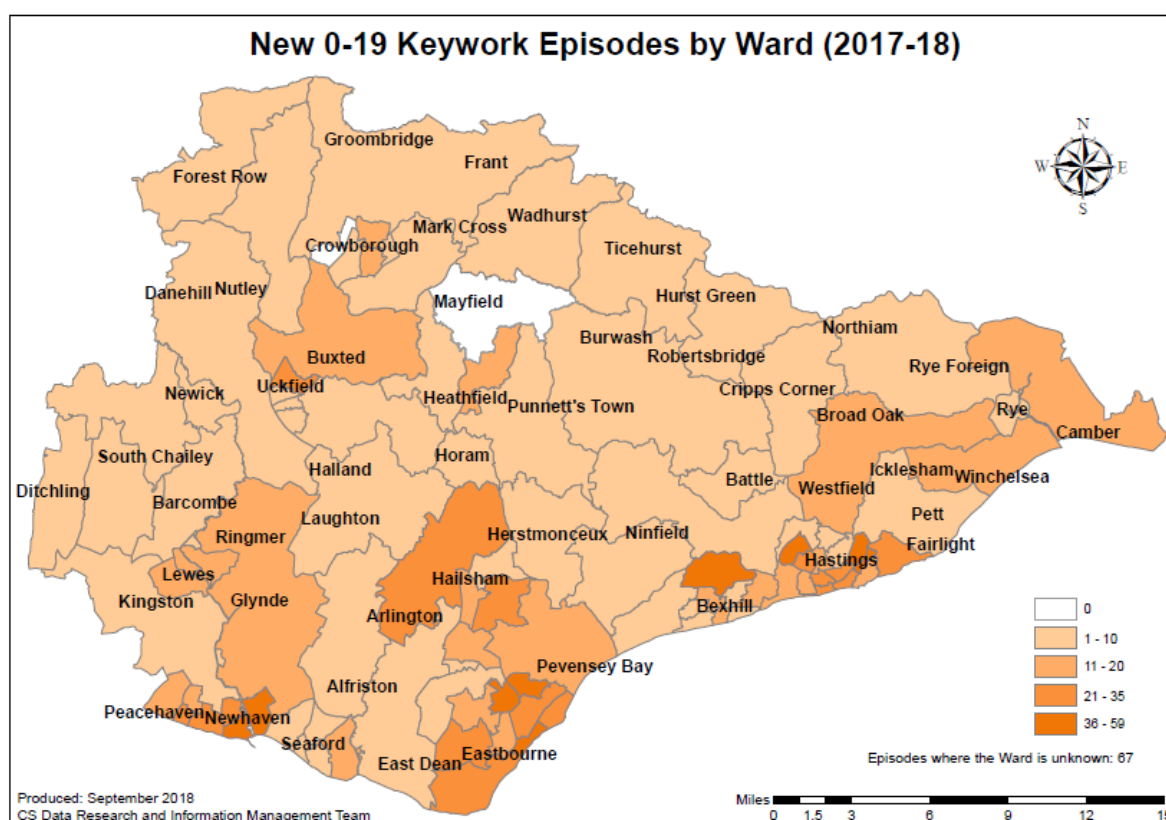 New 0-19 Keywork Episodes by Ward (2017-18)
N
W E
S
Groombridge
Frant
Forest Row
Wadhurst
Mark Cross
Crowborough
Ticehurst
Danehill
Nutley
Mayfield
Hurst Green
Burwash
Northiam
Buxted
Robertsbridge
Rye Foreign
Uckfield
Newick
Heathfield
Punnett's Town
Cripps Corner
Broad Oak
Rye
Camber
South Chailey
Halland
Horam
Icklesham
Winchelsea
Ditchling
Barcombe
Battle
Westfield
Laughton
Pett
Ringmer
Herstmonceux
Ninfield
Fairlight
Hastings
Lewes
Hailsham
Kingston
Glynde
Arlington
Bexhill
Pevensey Bay
Alfriston
Peacehaven
Newhaven
Seaford
East Dean
Eastbourne
0
1 - 10
11 - 20
21 - 35
36 - 59
Episodes where the Ward is unknown: 67
Produced: September 2018
CS Data Research and Information Management Team
Miles
0 1.5 3 6 9 12 15